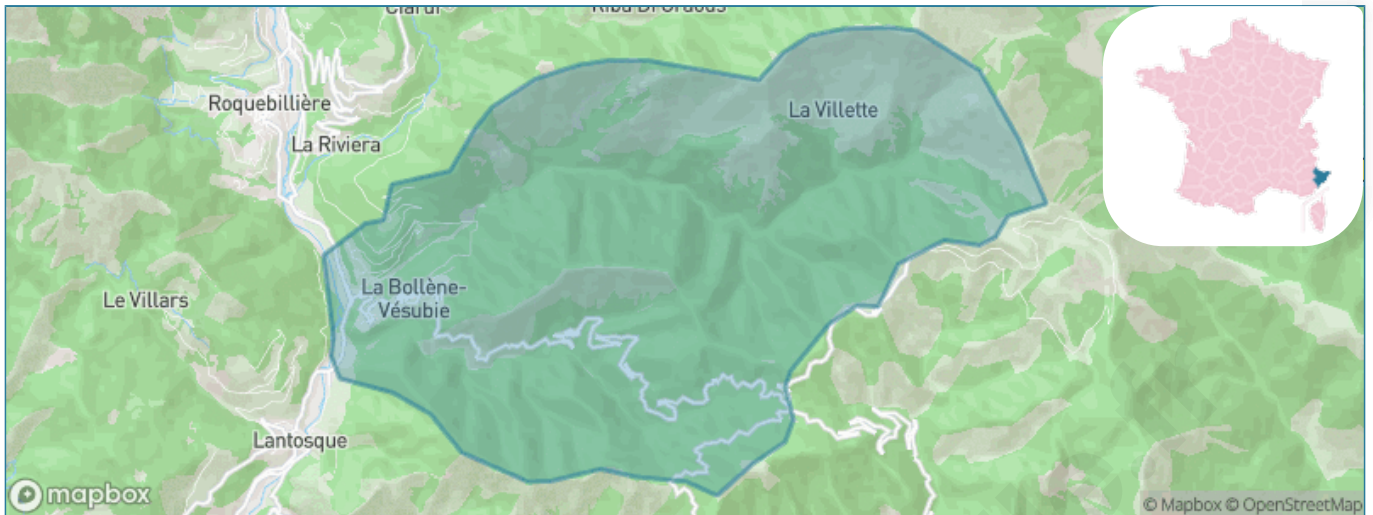 Roquebillière
La Riviera
La Villette
La Bollène-
Vésubie
Le Villars
Lantosque
mapbox
© Mapbox © OpenStreetMap